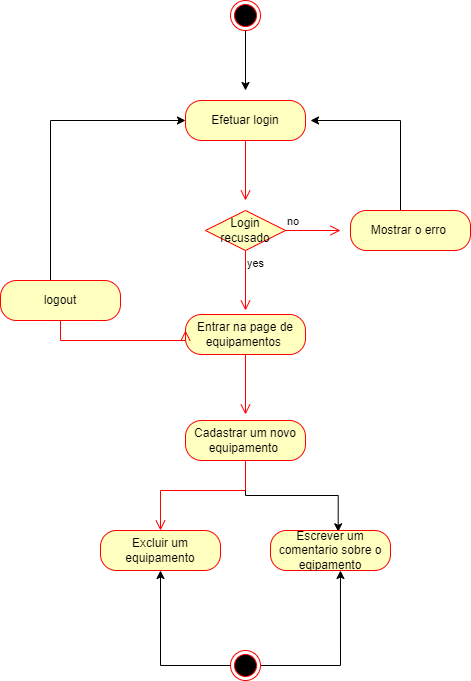 Efetuar login
Login
recusado
no
Mostrar o erro
yes
logout
Entrar na page de
equipamentos
Cadastrar um novo
equipamento
Excluir um
equipamento
Escrever um
comentario sobre o
eqipamento